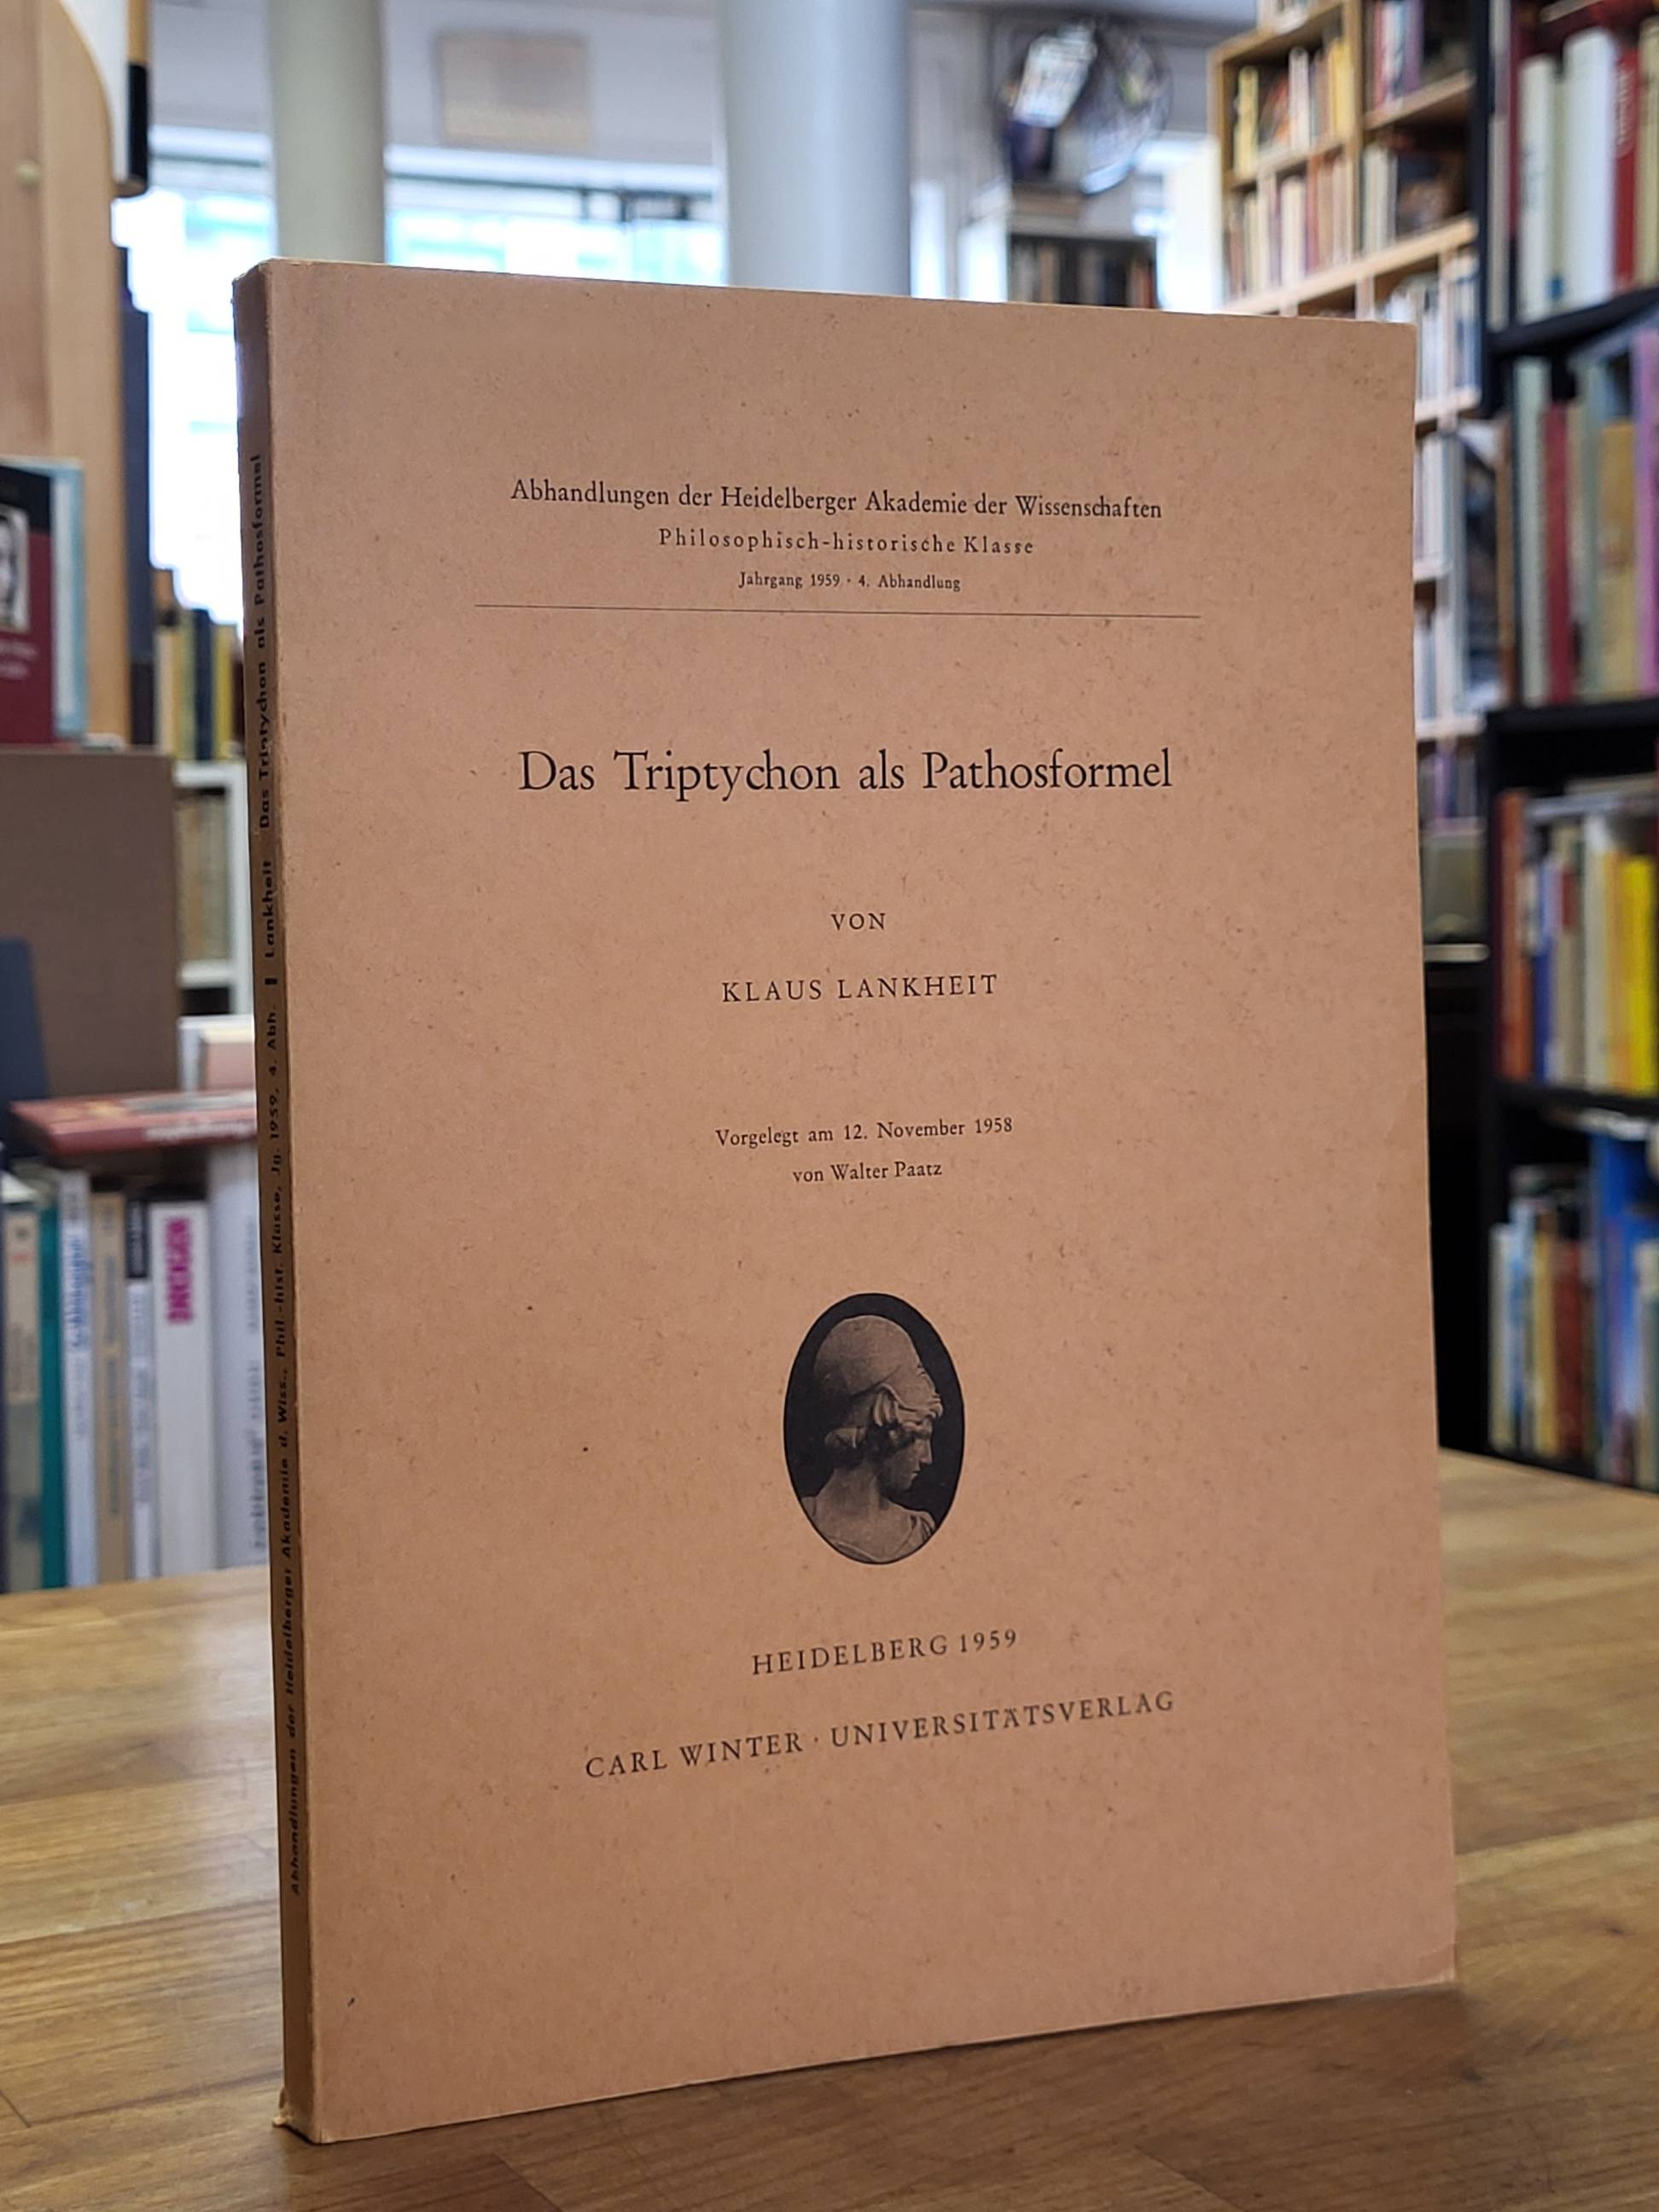 Abhandlungen der Heidelberger Akademie der Wissenschaften
Philosophisch-historische Klasse
Jahrgang 1959 · 4. Abhandlung
Das Triptychon als Pathosformel
VON
KLAUS LANKHEIT
Vorgelegt am 12. November 1958
von Walter Paatz
HEIDELBERG 1959
CARL WINTER · UNIVERSITÄTSVERLAG
Abhandlungen der Heidelberger Akademie d. Wiss., Phil.-hist. Klasse, Jg. 1959, 4. Abh. | Lankheit Das Triptychon als Pathosformel